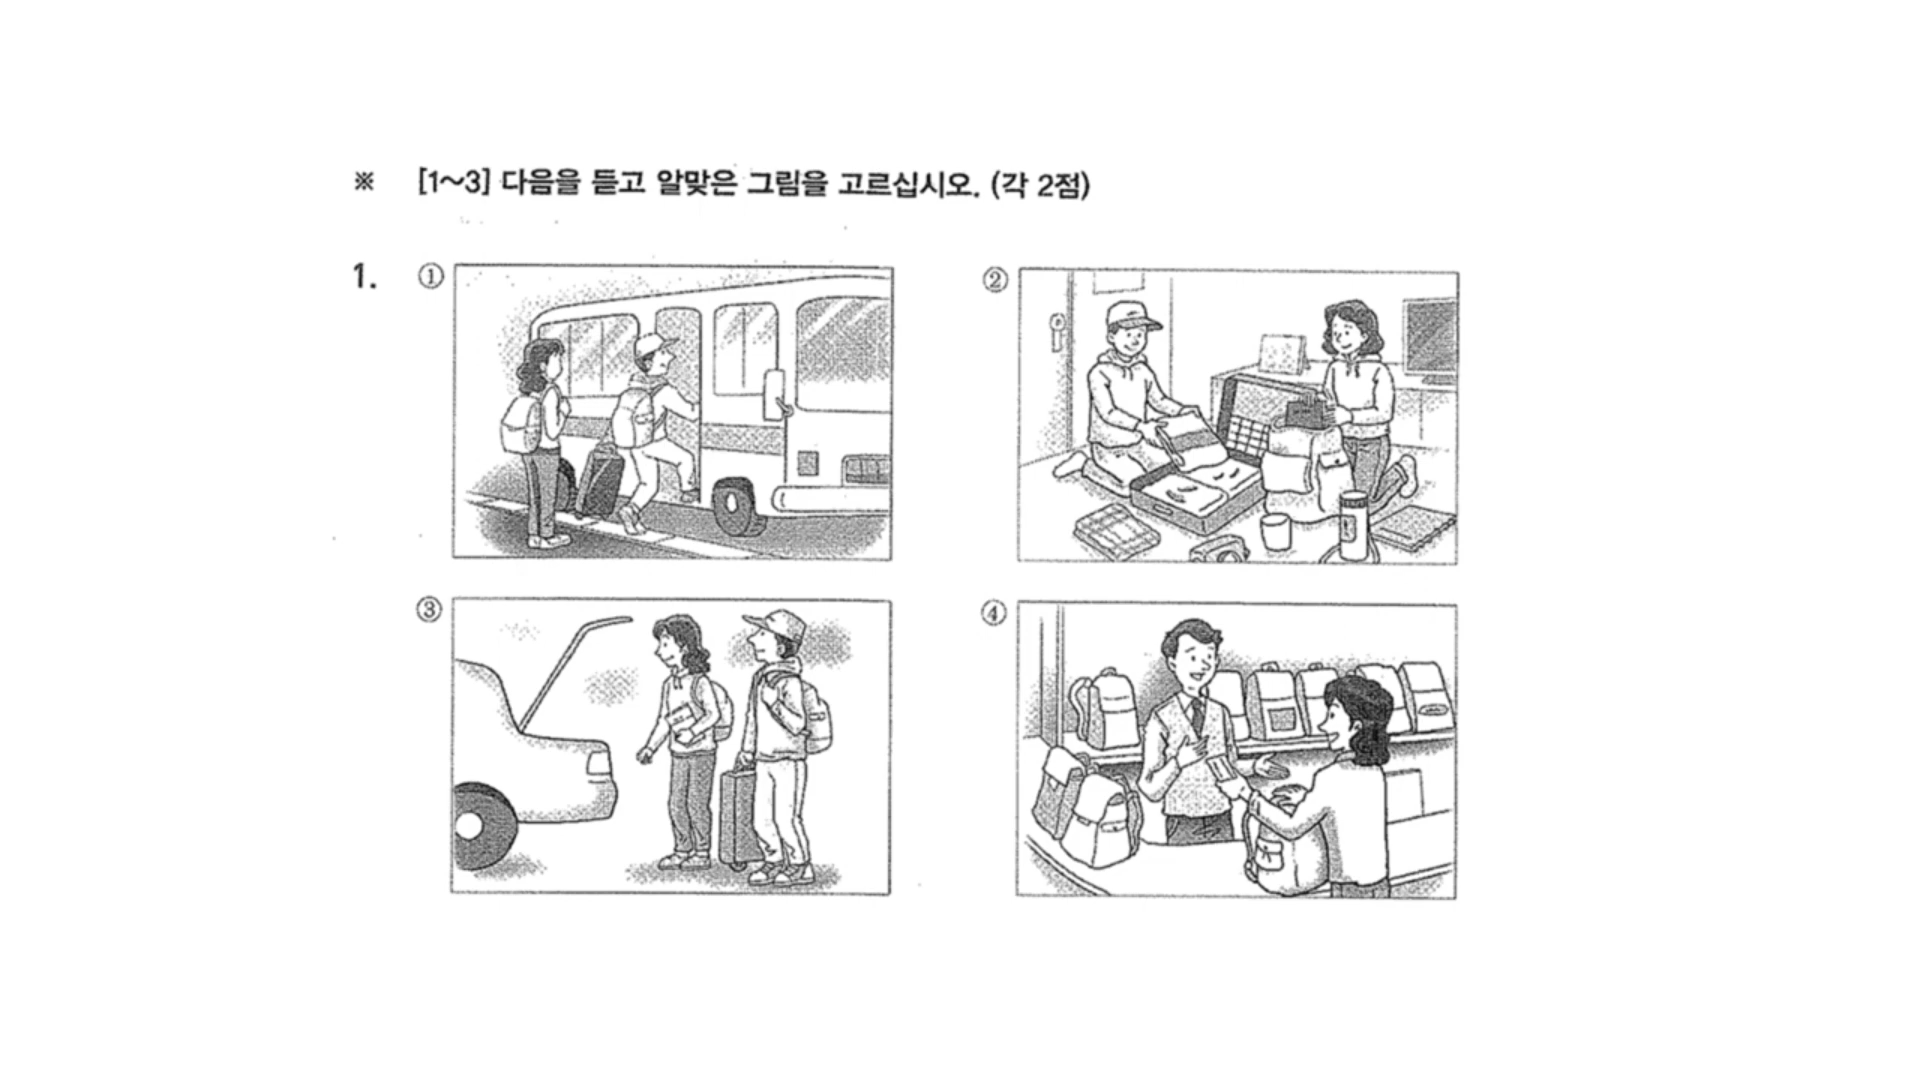 ※ [1~3] 다음을 듣고 알맞은 그림을 고르십시오. (각 2점)
1. ① ②
③ ④